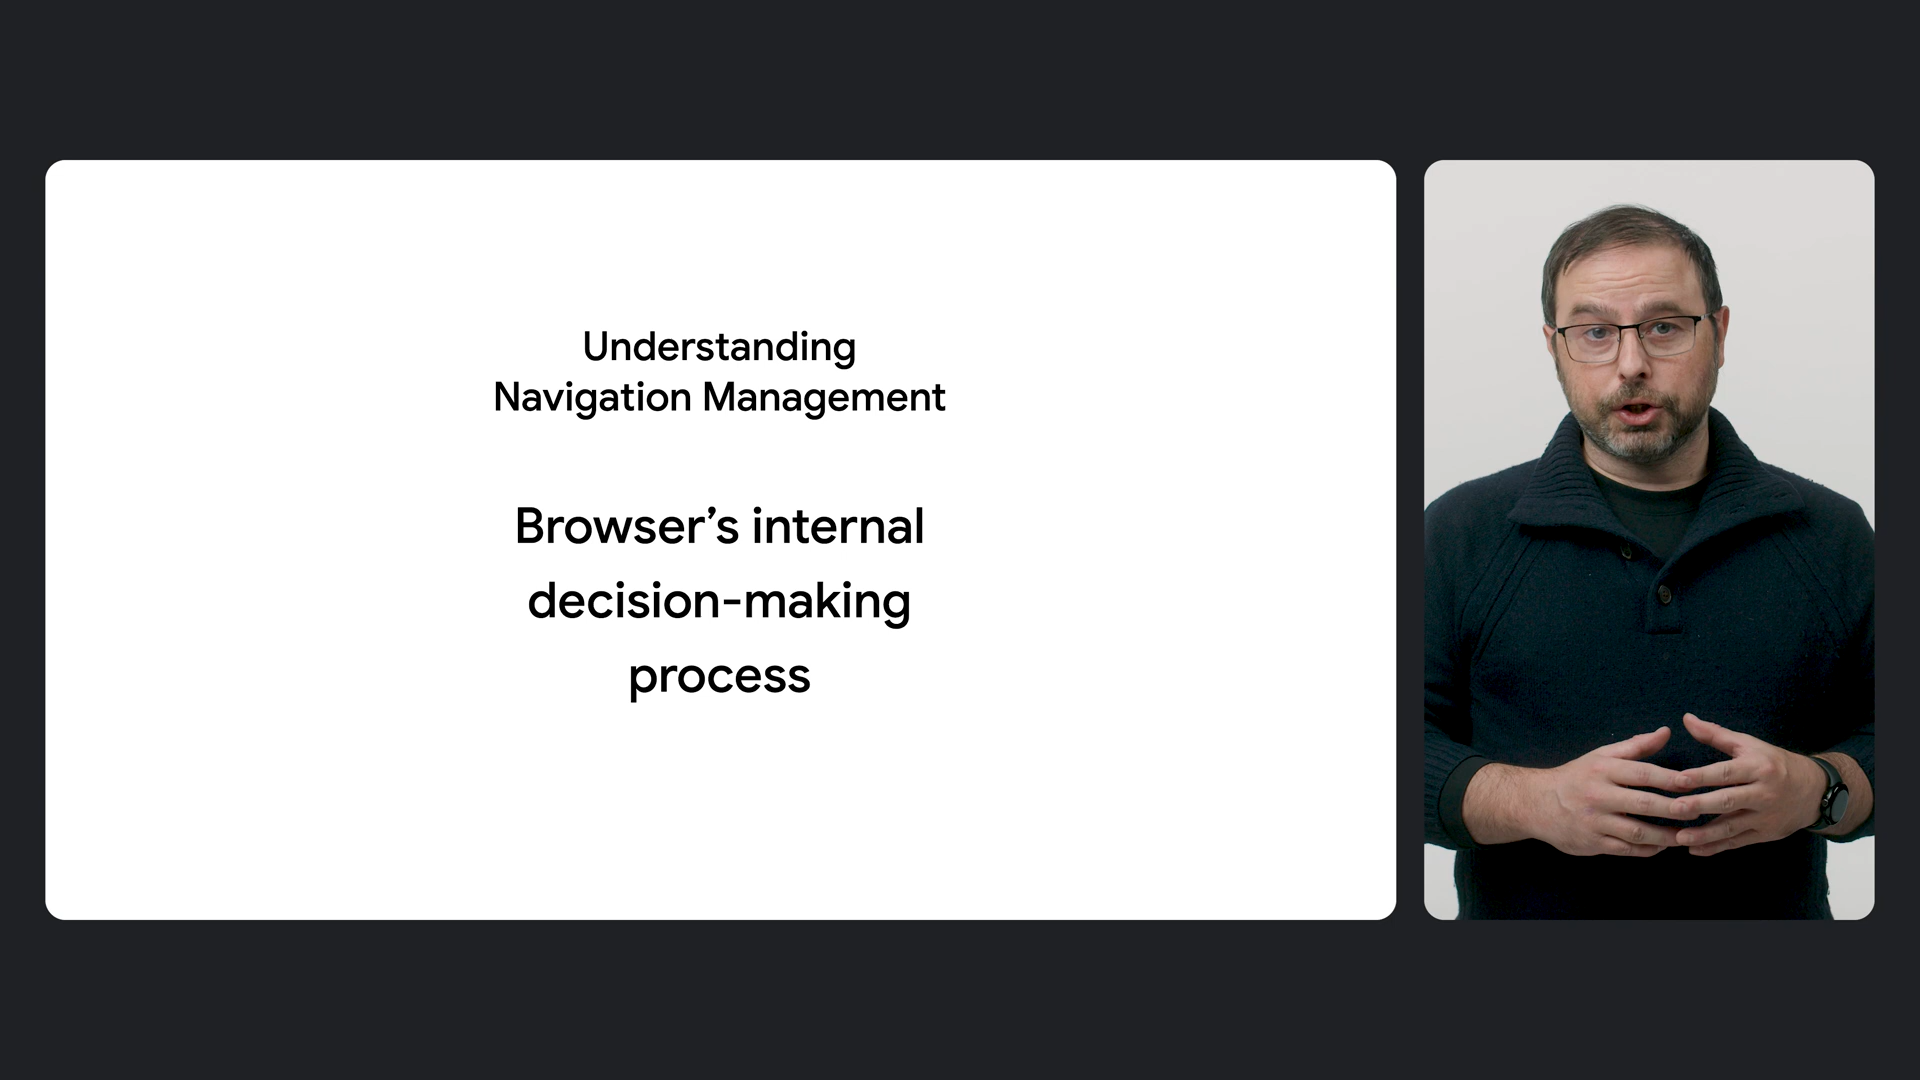 Understanding
Navigation Management
Browser’s internal
decision-making
process